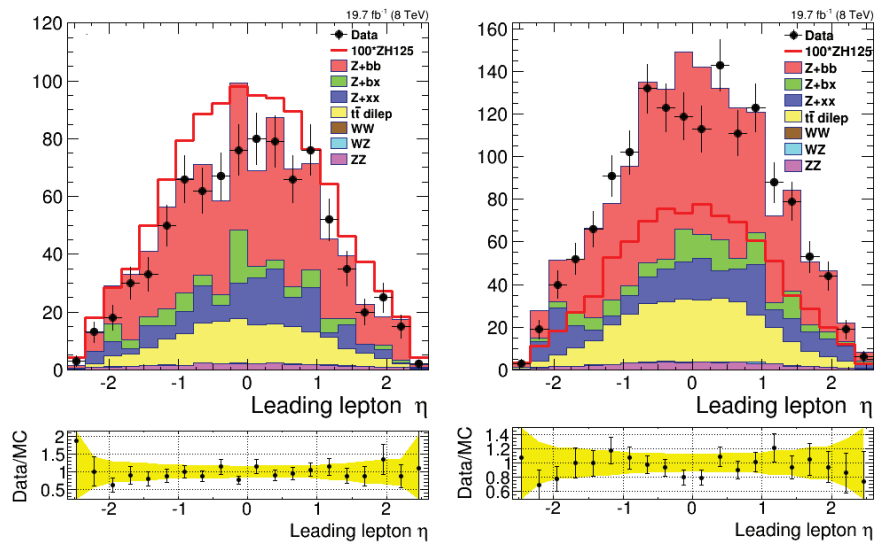 19.7 fb⁻¹ (8 TeV)
120
100
80
60
40
20
0
Data
100*ZH125
Z+bb
Z+bx
Z+xx
tt̄ dilep
WW
WZ
ZZ
-2 -1 0 1 2
Leading lepton η
Data/MC
2
1.5
1
0.5
-2 -1 0 1 2
Leading lepton η
19.7 fb⁻¹ (8 TeV)
160
140
120
100
80
60
40
20
0
Data
100*ZH125
Z+bb
Z+bx
Z+xx
tt̄ dilep
WW
WZ
ZZ
-2 -1 0 1 2
Leading lepton η
Data/MC
1.4
1.2
1
0.8
0.6
-2 -1 0 1 2
Leading lepton η